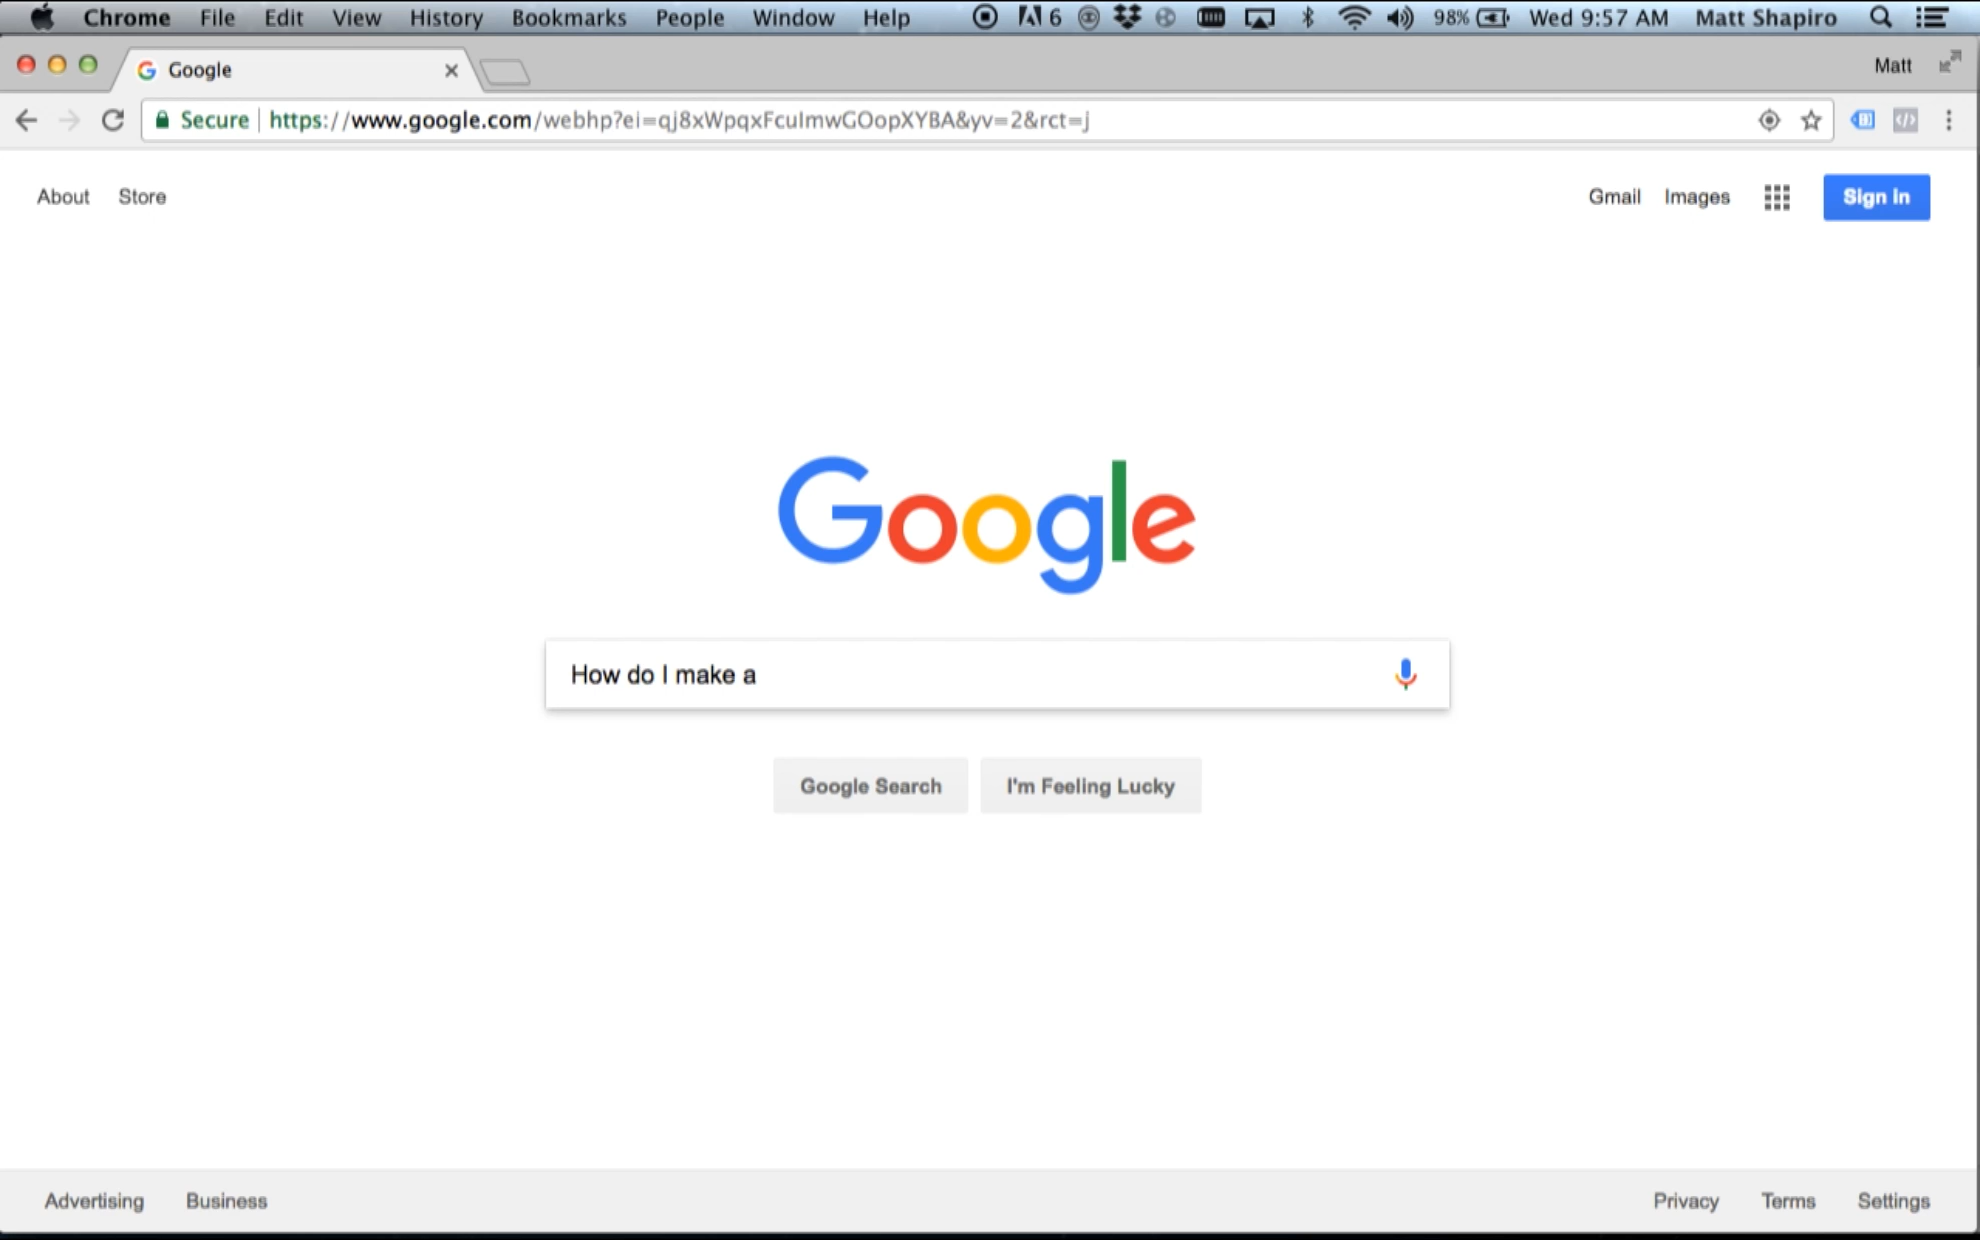 Chrome File Edit View History Bookmarks People Window Help 6 98% Wed 9:57 AM Matt Shapiro
Google Matt
Secure https://www.google.com/webhp?ei=qj8xWpqxFcuImwGOopXYBA&yv=2&rct=j
About Store Gmail Images Sign in
Google
How do I make a
Google Search I'm Feeling Lucky
Advertising Business Privacy Terms Settings